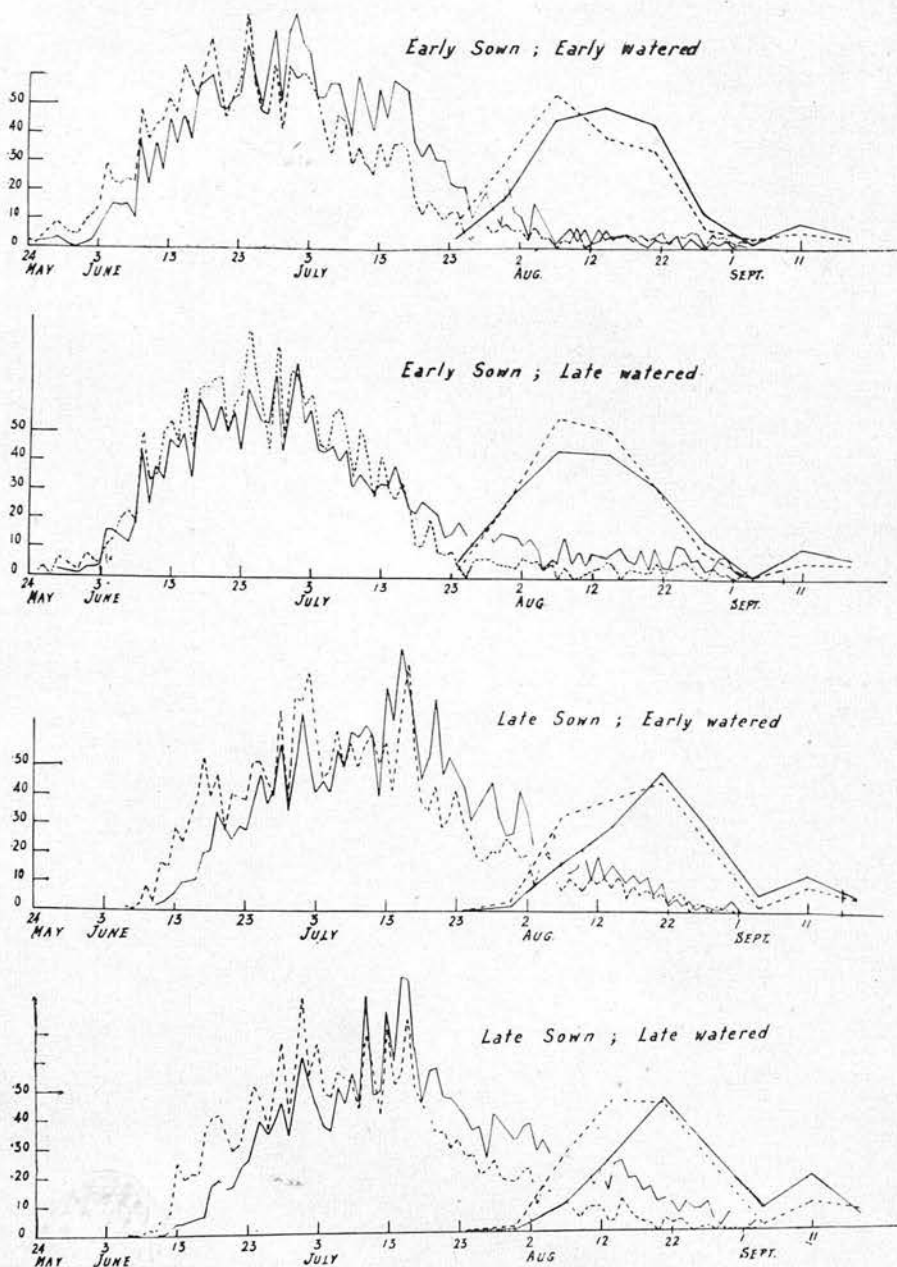 Early Sown ; Early watered
50
40
30
20
10
0
24 3 13 23 3 13 23 2 12 22 1 11
MAY JUNE JULY AUG. SEPT.
Early Sown ; Late watered.
50
40
30
20
10
0
24 3 13 23 3 13 23 2 12 22 1 11
MAY JUNE JULY AUG. SEPT.
Late Sown ; Early watered
50
40
30
20
10
0
24 3 13 23 3 13 23 2 12 22 1 11
MAY JUNE JULY AUG. SEPT.
Late Sown ; Late watered
50
40
30
20
10
0
24 3 13 23 3 13 23 2 12 22 1 11
MAY JUNE JULY AUG SEPT.